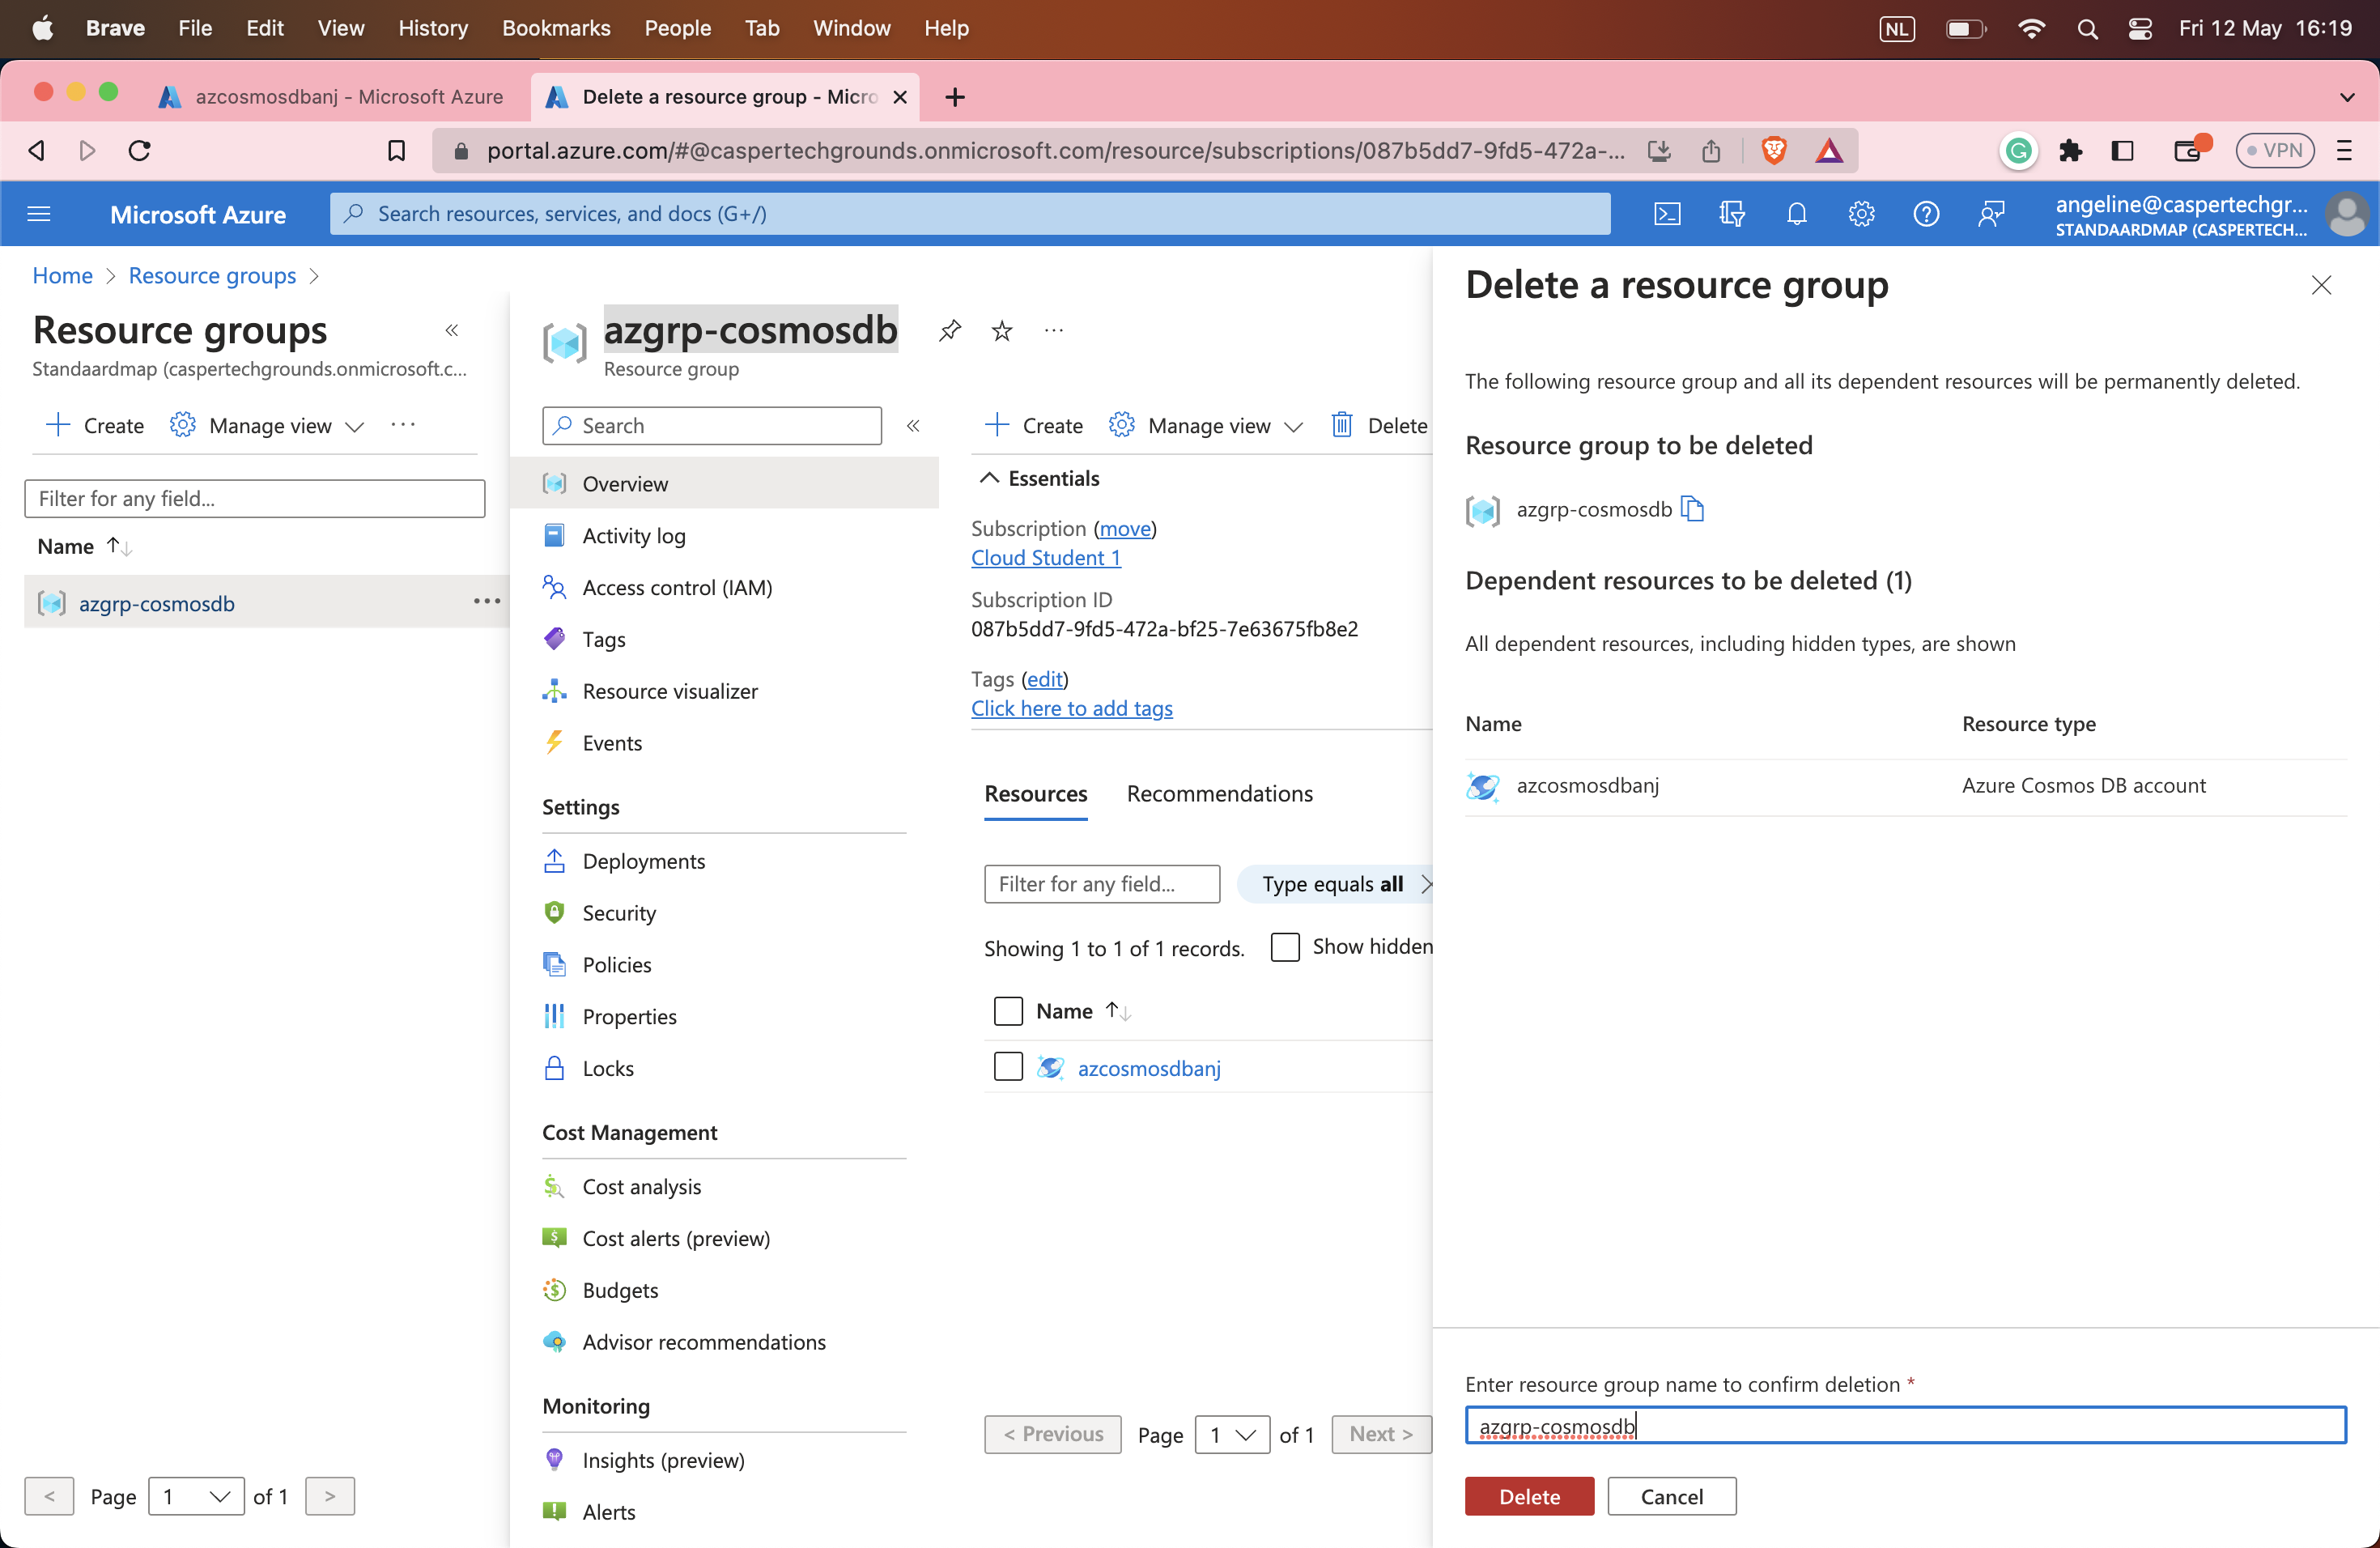 Brave File Edit View History Bookmarks People Tab Window Help NL Fri 12 May 16:19
azcosmosdbanj - Microsoft Azure
Delete a resource group - Micro
portal.azure.com/#@caspertechgrounds.onmicrosoft.com/resource/subscriptions/087b5dd7-9fd5-472a-...
VPN
Microsoft Azure
Search resources, services, and docs (G+/)
angeline@caspertechgr...
STANDAARDMAP (CASPERTECH...
Home > Resource groups >
Resource groups
Standaardmap (caspertechgrounds.onmicrosoft.c...
Create Manage view ...
Filter for any field...
Name
azgrp-cosmosdb
< Page 1 of 1 >
azgrp-cosmosdb
Resource group
Search
Overview
Activity log
Access control (IAM)
Tags
Resource visualizer
Events
Settings
Deployments
Security
Policies
Properties
Locks
Cost Management
Cost analysis
Cost alerts (preview)
Budgets
Advisor recommendations
Monitoring
Insights (preview)
Alerts
Create Manage view Delete
Essentials
Subscription (move)
Cloud Student 1
Subscription ID
087b5dd7-9fd5-472a-bf25-7e63675fb8e2
Tags (edit)
Click here to add tags
Resources Recommendations
Filter for any field... Type equals all
Showing 1 to 1 of 1 records. Show hidden
Name
azcosmosdbanj
< Previous Page 1 of 1 Next >
Delete a resource group
The following resource group and all its dependent resources will be permanently deleted.
Resource group to be deleted
azgrp-cosmosdb
Dependent resources to be deleted (1)
All dependent resources, including hidden types, are shown
Name Resource type
azcosmosdbanj Azure Cosmos DB account
Enter resource group name to confirm deletion *
azgrp-cosmosdb
Delete Cancel